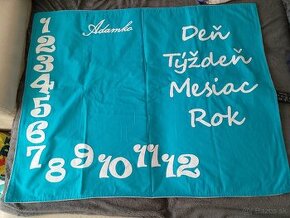 Adamko
1
2
3
4
5
6
7 8 9 10 11 12
Deň
Týždeň
Mesiac
Rok